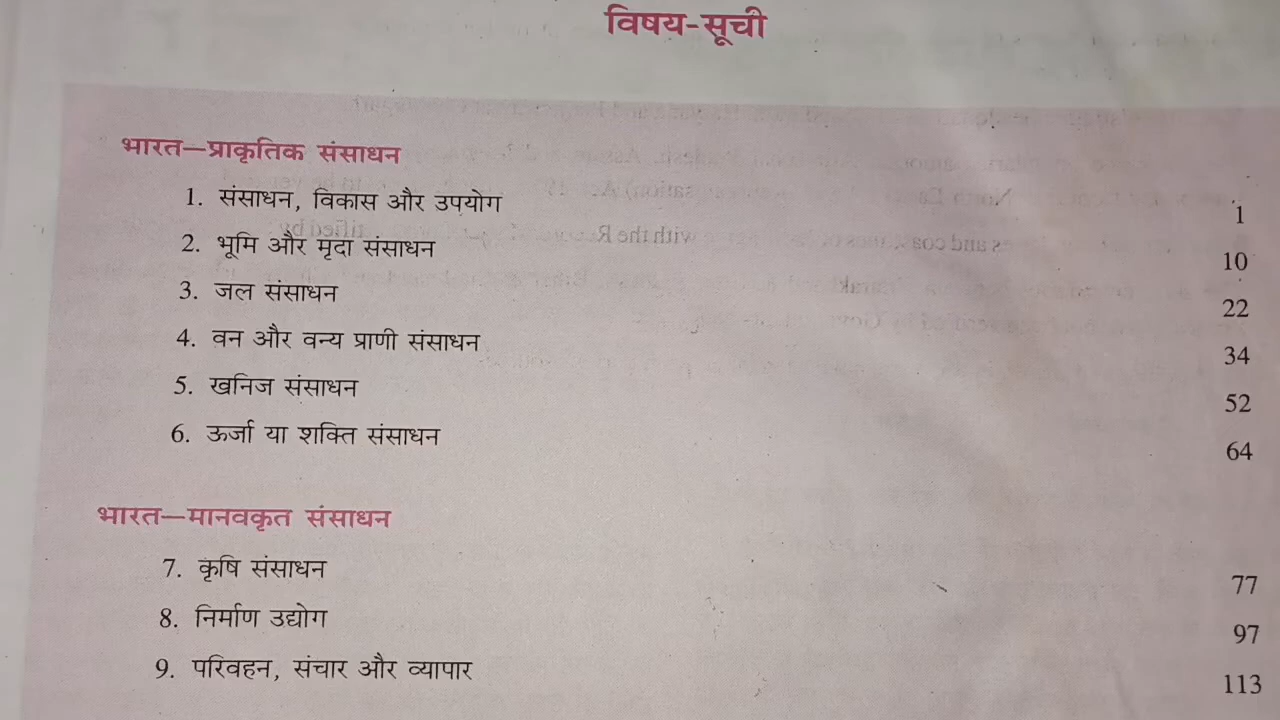 विषय-सूची
भारत—प्राकृतिक संसाधन
1. संसाधन, विकास और उपयोग 1
2. भूमि और मृदा संसाधन 10
3. जल संसाधन 22
4. वन और वन्य प्राणी संसाधन 34
5. खनिज संसाधन 52
6. ऊर्जा या शक्ति संसाधन 64
भारत—मानवकृत संसाधन
7. कृषि संसाधन 77
8. निर्माण उद्योग 97
9. परिवहन, संचार और व्यापार 113